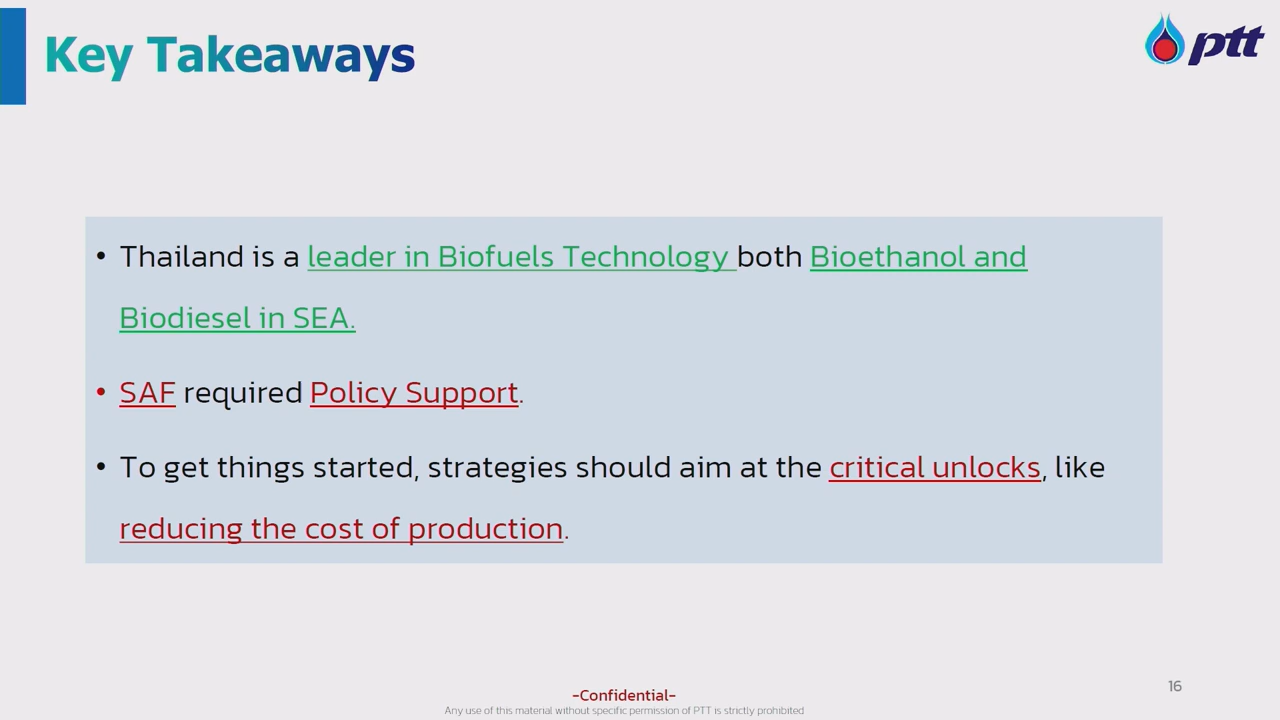 Key Takeaways
ptt
• Thailand is a leader in Biofuels Technology both Bioethanol and
Biodiesel in SEA.
• SAF required Policy Support.
• To get things started, strategies should aim at the critical unlocks, like
reducing the cost of production.
16
-Confidential-
Any use of this material without specific permission of PTT is strictly prohibited